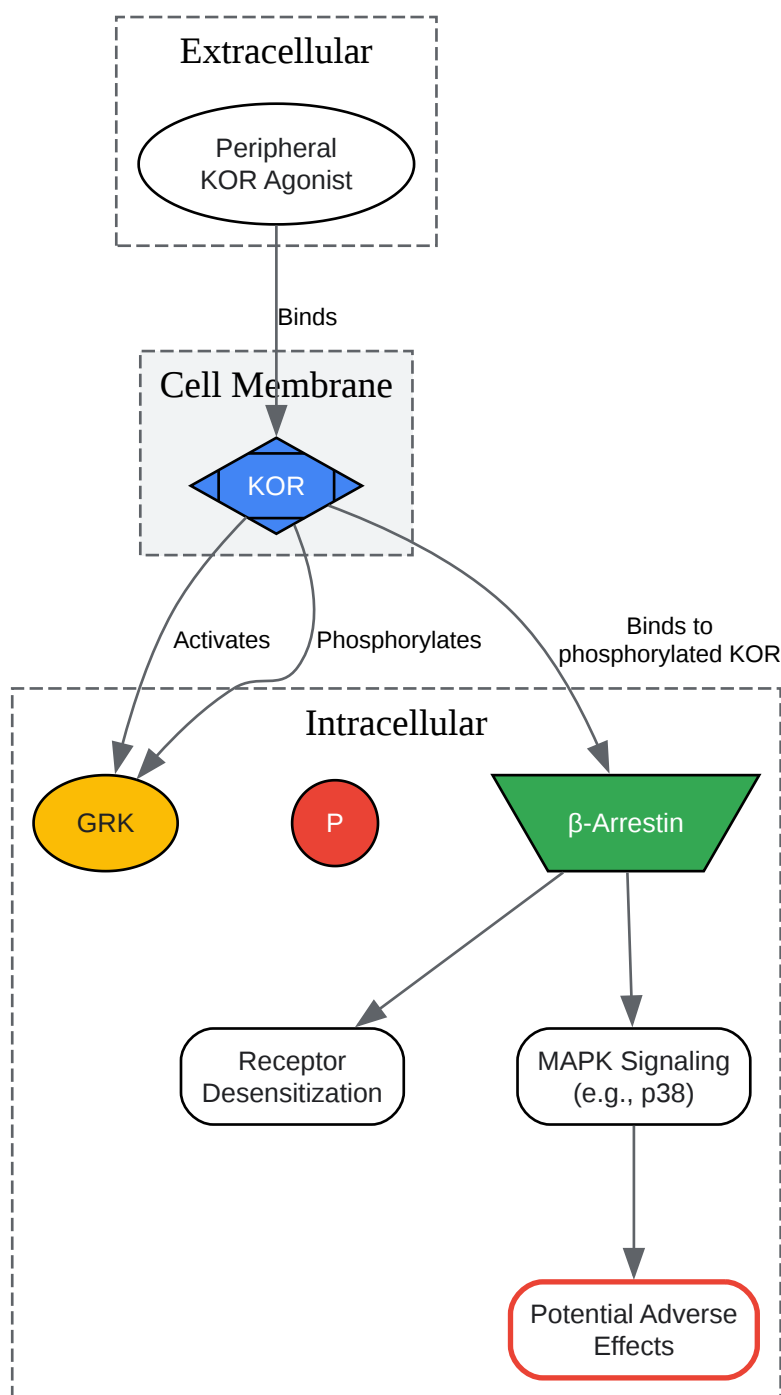 Extracellular
Peripheral
KOR Agonist
Binds
Cell Membrane
KOR
Activates
Phosphorylates
Binds to
phosphorylated KOR
Intracellular
GRK
P
β-Arrestin
Receptor
Desensitization
MAPK Signaling
(e.g., p38)
Potential Adverse
Effects